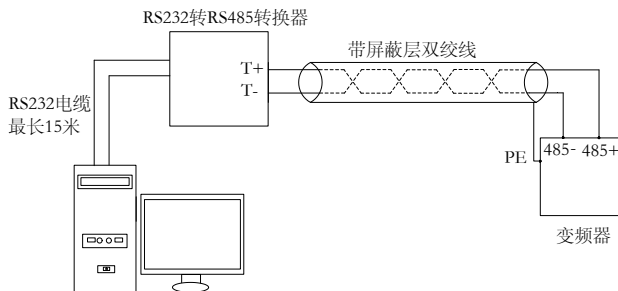 RS232转RS485转换器
带屏蔽层双绞线
T+
T-
RS232电缆
最长15米
PE
485- 485+
变频器